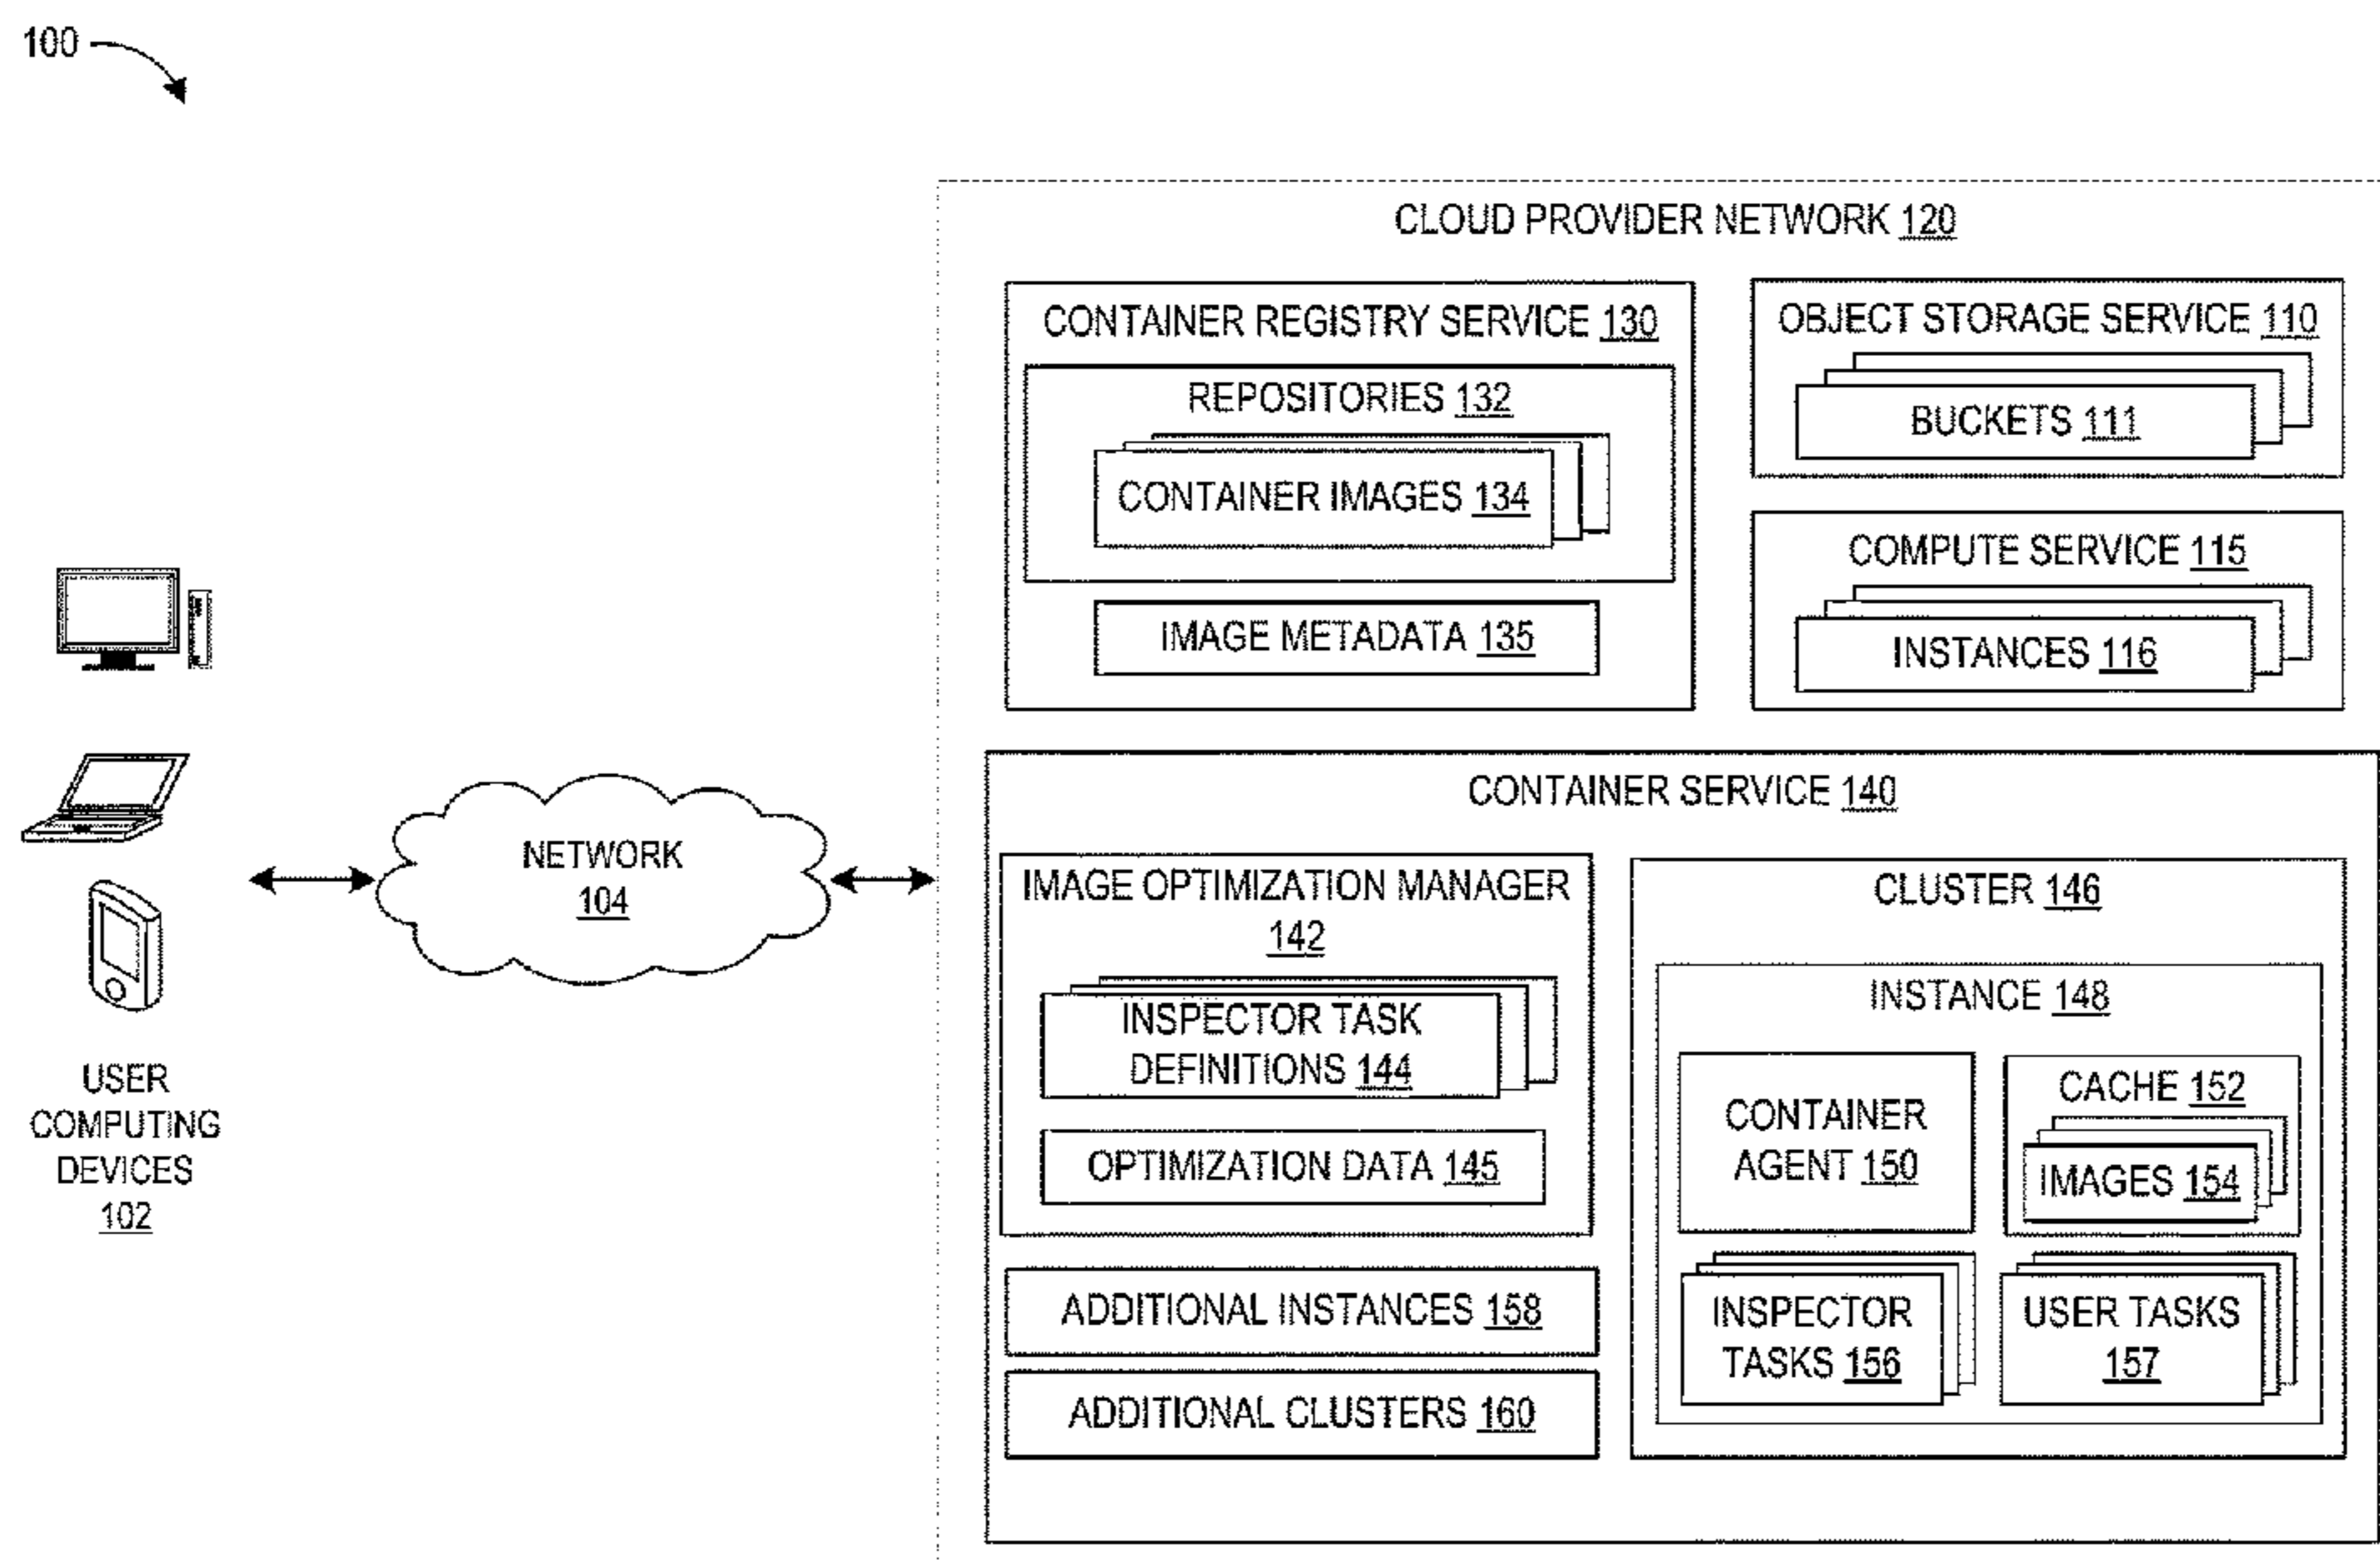 100
CLOUD PROVIDER NETWORK 120
CONTAINER REGISTRY SERVICE 130
REPOSITORIES 132
CONTAINER IMAGES 134
IMAGE METADATA 135
OBJECT STORAGE SERVICE 110
BUCKETS 111
COMPUTE SERVICE 115
INSTANCES 116
USER
COMPUTING
DEVICES
102
NETWORK
104
CONTAINER SERVICE 140
IMAGE OPTIMIZATION MANAGER
142
INSPECTOR TASK
DEFINITIONS 144
OPTIMIZATION DATA 145
ADDITIONAL INSTANCES 158
ADDITIONAL CLUSTERS 160
CLUSTER 146
INSTANCE 148
CONTAINER
AGENT 150
CACHE 152
IMAGES 154
INSPECTOR
TASKS 156
USER TASKS
157